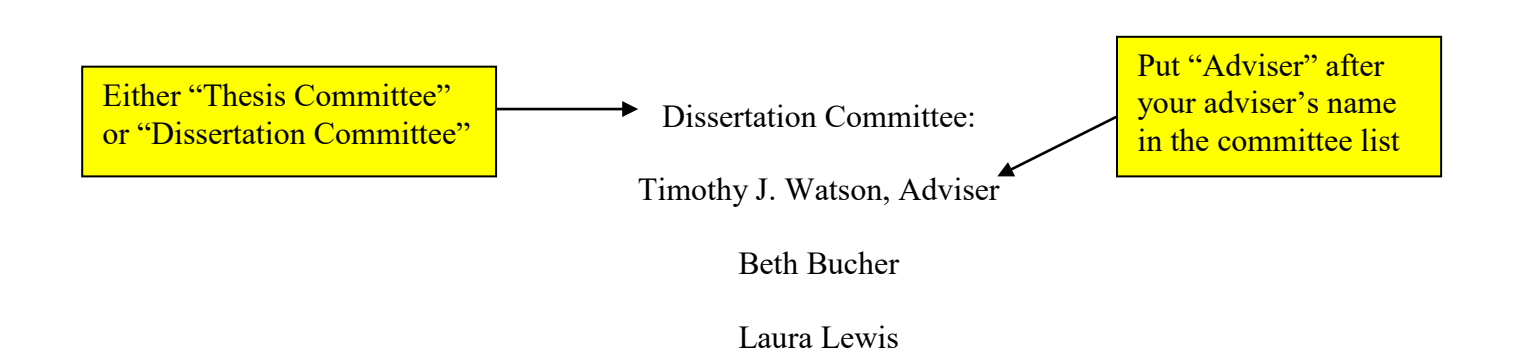 Either “Thesis Committee”
or “Dissertation Committee”
Dissertation Committee:
Put “Adviser” after
your adviser’s name
in the committee list
Timothy J. Watson, Adviser
Beth Bucher
Laura Lewis